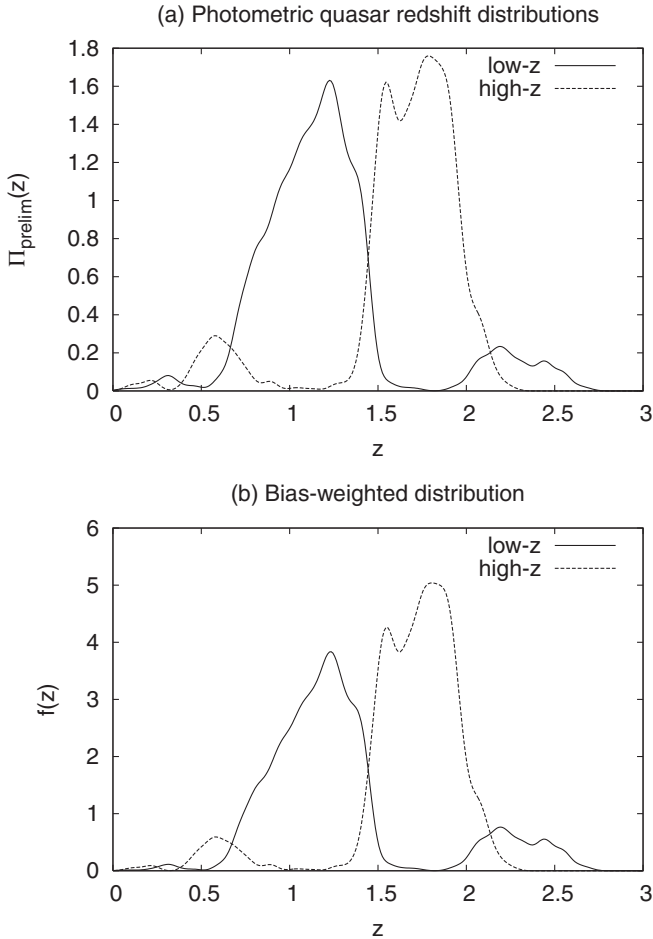 (a) Photometric quasar redshift distributions
low-z
high-z
1.8
1.6
1.4
1.2
1
0.8
0.6
0.4
0.2
0
Πprelim(z)
0 0.5 1 1.5 2 2.5 3
z
(b) Bias-weighted distribution
low-z
high-z
6
5
4
3
2
1
0
f(z)
0 0.5 1 1.5 2 2.5 3
z